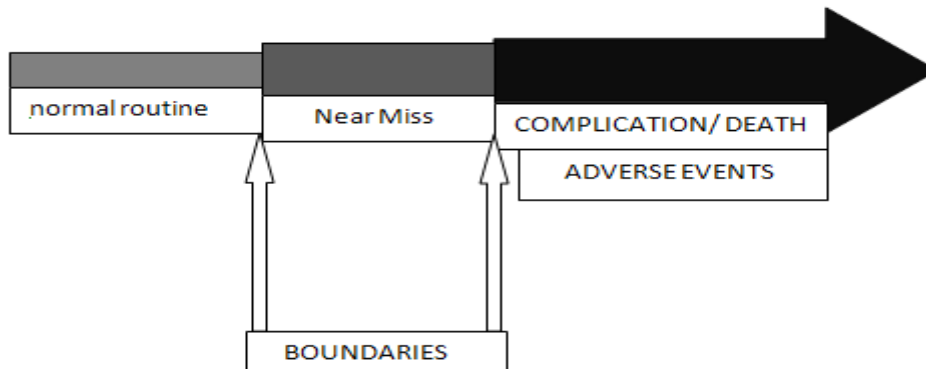 normal routine
Near Miss
COMPLICATION/ DEATH
ADVERSE EVENTS
BOUNDARIES